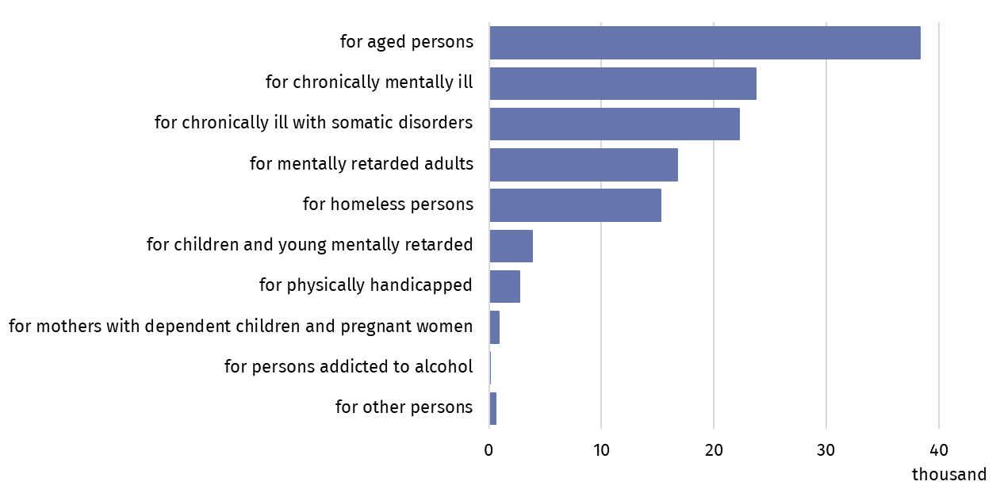 for aged persons
for chronically mentally ill
for chronically ill with somatic disorders
for mentally retarded adults
for homeless persons
for children and young mentally retarded
for physically handicapped
for mothers with dependent children and pregnant women
for persons addicted to alcohol
for other persons
0 10 20 30 40
thousand